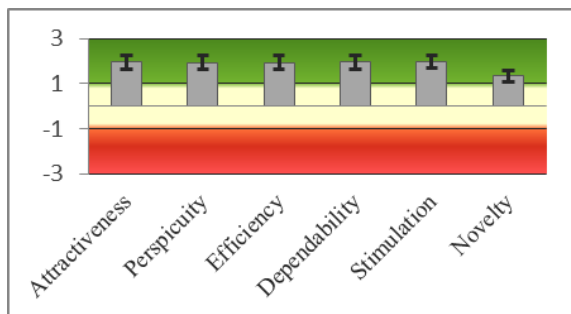 3
1
-1
-3
Attractiveness
Perspicuity
Efficiency
Dependability
Stimulation
Novelty